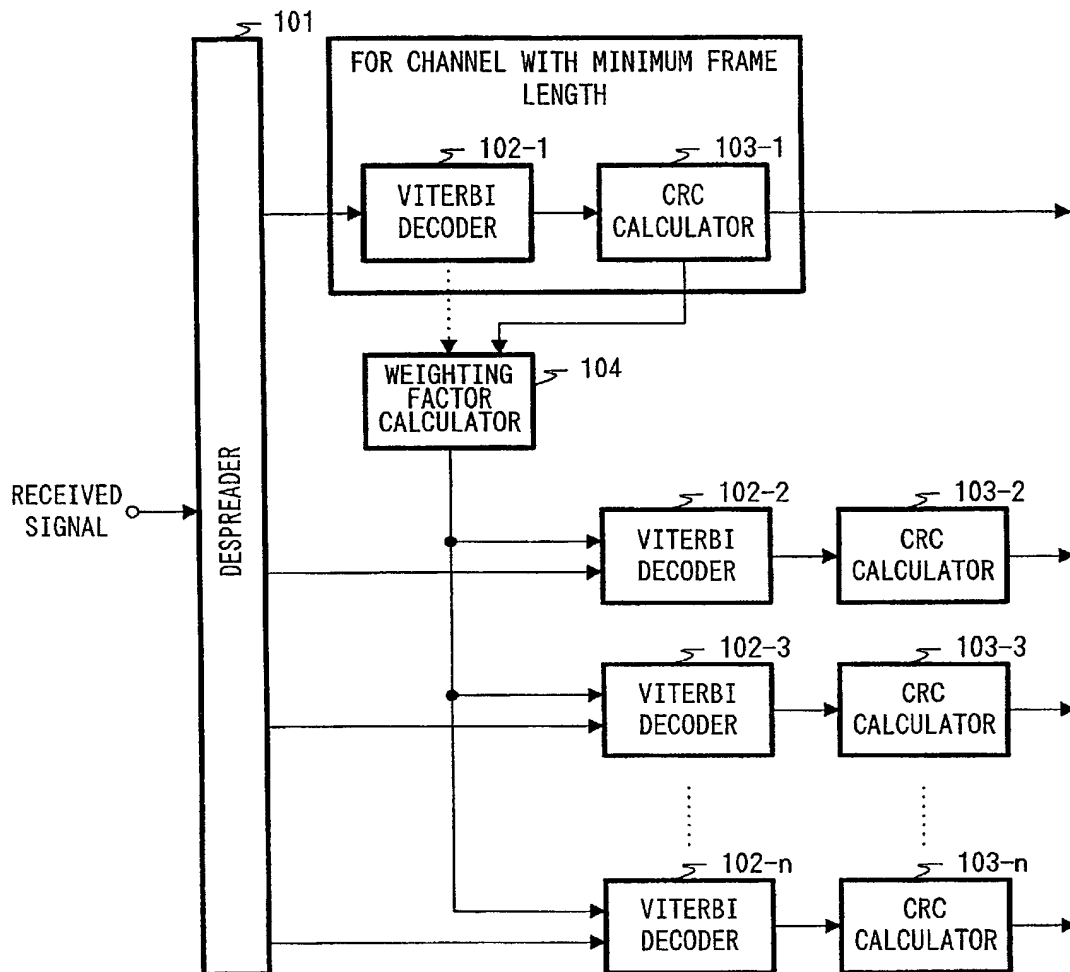 101
FOR CHANNEL WITH MINIMUM FRAME
LENGTH
102-1
103-1
VITERBI
DECODER
CRC
CALCULATOR
WEIGHTING
FACTOR
CALCULATOR
104
DESPREADER
RECEIVED
SIGNAL
102-2
103-2
VITERBI
DECODER
CRC
CALCULATOR
102-3
103-3
VITERBI
DECODER
CRC
CALCULATOR
102-n
103-n
VITERBI
DECODER
CRC
CALCULATOR